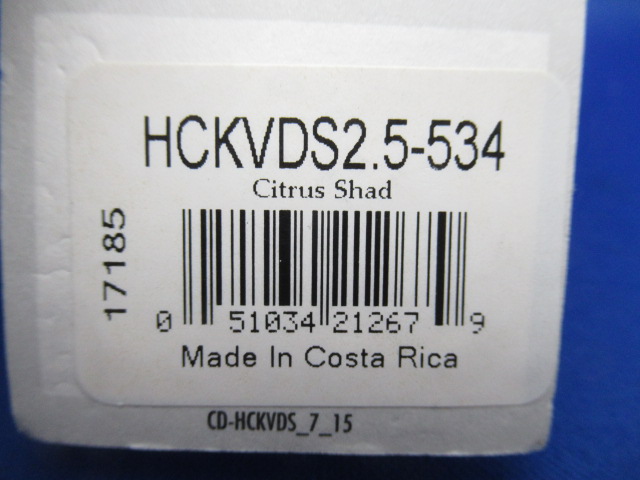 HCKVDS2.5-534
Citrus Shad
17185
0 51034 21267 9
Made In Costa Rica
CD-HCKVDS_7_15